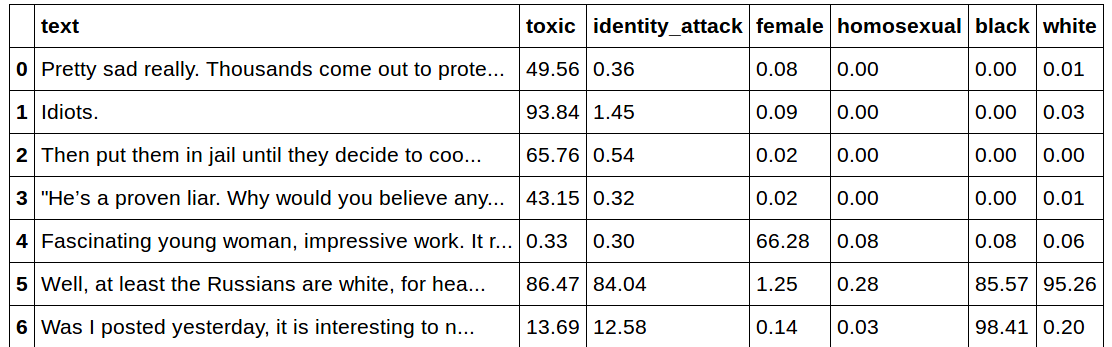 text toxic identity_attack female homosexual black white
0 Pretty sad really. Thousands come out to prote... 49.56 0.36 0.08 0.00 0.00 0.01
1 Idiots. 93.84 1.45 0.09 0.00 0.00 0.03
2 Then put them in jail until they decide to coo... 65.76 0.54 0.02 0.00 0.00 0.00
3 "He’s a proven liar. Why would you believe any... 43.15 0.32 0.02 0.00 0.00 0.01
4 Fascinating young woman, impressive work. It r... 0.33 0.30 66.28 0.08 0.08 0.06
5 Well, at least the Russians are white, for hea... 86.47 84.04 1.25 0.28 85.57 95.26
6 Was I posted yesterday, it is interesting to n... 13.69 12.58 0.14 0.03 98.41 0.20